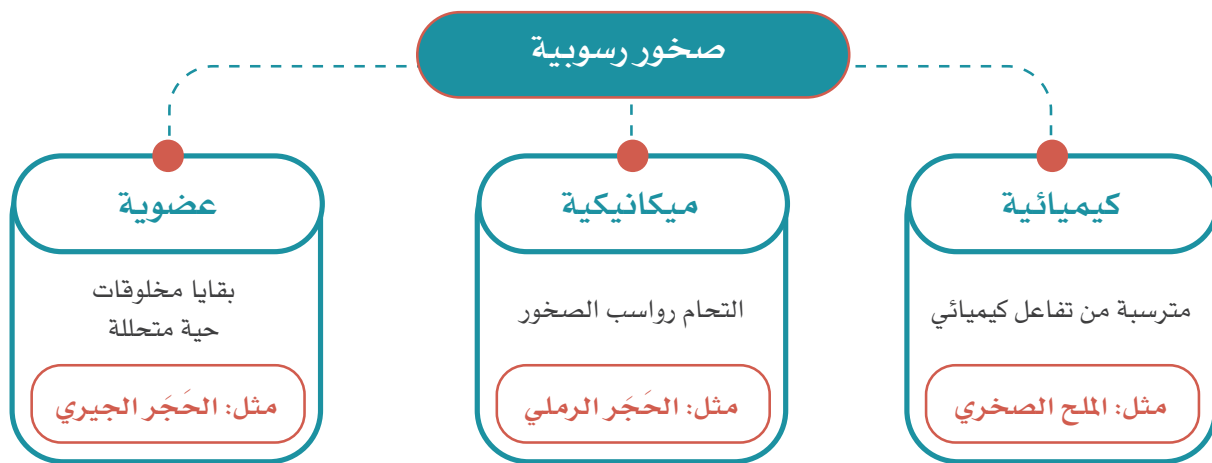 صخور رسوبية
كيميائية
مترسبة من تفاعل كيميائي
مثل: الملح الصخري
ميكانيكية
التحام رواسب الصخور
مثل: الحَجَر الرملي
عضوية
بقايا مخلوقات
حية متحللة
مثل: الحَجَر الجيري